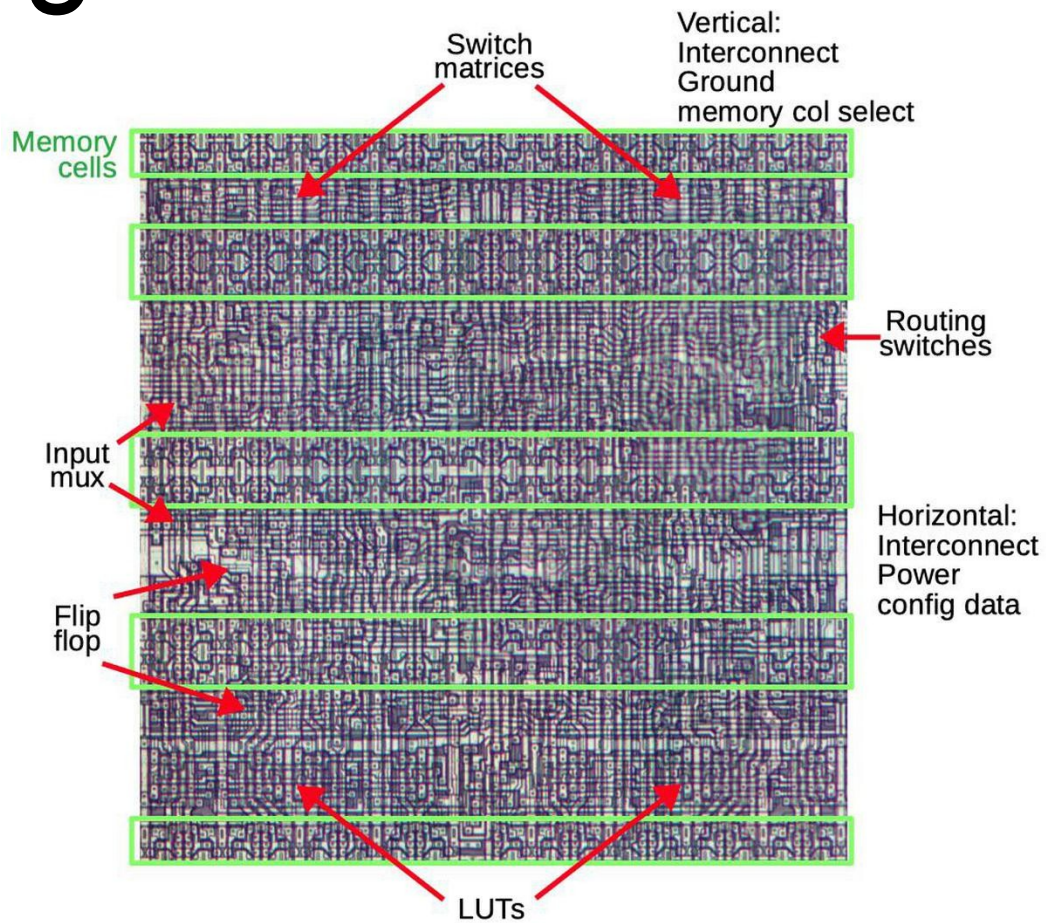 Switch
matrices
Vertical:
Interconnect
Ground
memory col select
Memory
cells
Routing
switches
Input
mux
Horizontal:
Interconnect
Power
config data
Flip
flop
LUTs